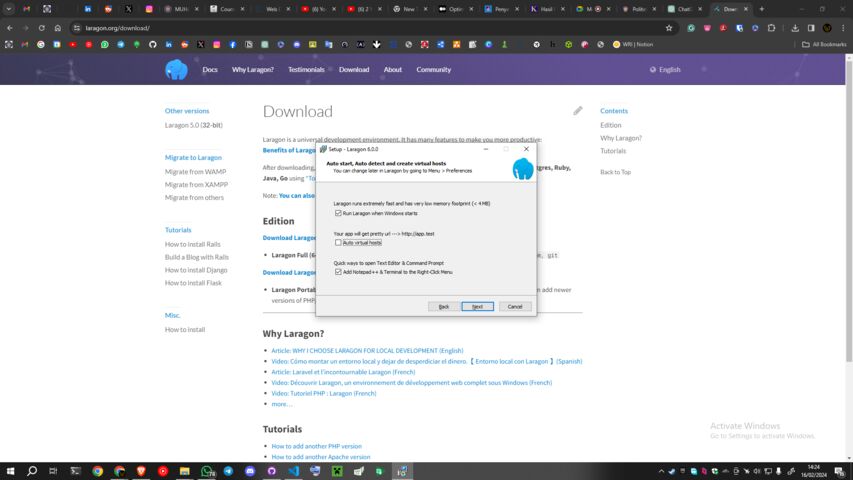 MUH
Coun
Web
(6) Yo
(2) T
New T
Optim
Penye
Kunci
Hasil
M
Politi
ChatG
Down
laragon.org/download/
WRI | Notion
All Bookmarks
Docs
Why Laragon?
Testimonials
Download
About
Community
English
Other versions
Laragon 5.0 (32-bit)
Migrate to Laragon
Migrate from WAMP
Migrate from XAMPP
Migrate from others
Tutorials
How to install Rails
Build a Blog with Rails
How to install Django
How to install Flask
Misc.
How to install
Download
Laragon is a universal development environment. It has many features to make you more productive:
Benefits of Larago
After downloading,
tgres, Ruby,
Java, Go using "To
Note: You can also
Edition
Download Laragon
Laragon Full (64
git
Download Laragon
Laragon Portab
an add newer
versions of PHP,
Why Laragon?
Article: WHY I CHOOSE LARAGON FOR LOCAL DEVELOPMENT (English)
Video: Cómo montar un entorno local y dejar de desperdiciar el dinero.【 Entorno local con Laragon 】 (Spanish)
Article: Laravel et l'incontournable Laragon (French)
Video: Découvrir Laragon, un environnement de développement web complet sous Windows (French)
Video: Tutoriel PHP : Laragon (French)
more...
Tutorials
How to add another PHP version
How to add another Apache version
Contents
Edition
Why Laragon?
Tutorials
Back to Top
Setup - Laragon 6.0.0
Auto start, Auto detect and create virtual hosts
You can change later in Laragon by going to Menu > Preferences
Laragon runs extremely fast and has very low memory footprint (< 4MB)
Run Laragon when Windows starts
Your app will get pretty url ---> http://app.test
Auto virtual hosts
Quick ways to open Text Editor & Command Prompt
Add Notepad++ & Terminal to the Right-Click Menu
Back
Next
Cancel
Activate Windows
Go to Settings to activate Windows.
14:24
16/02/2024